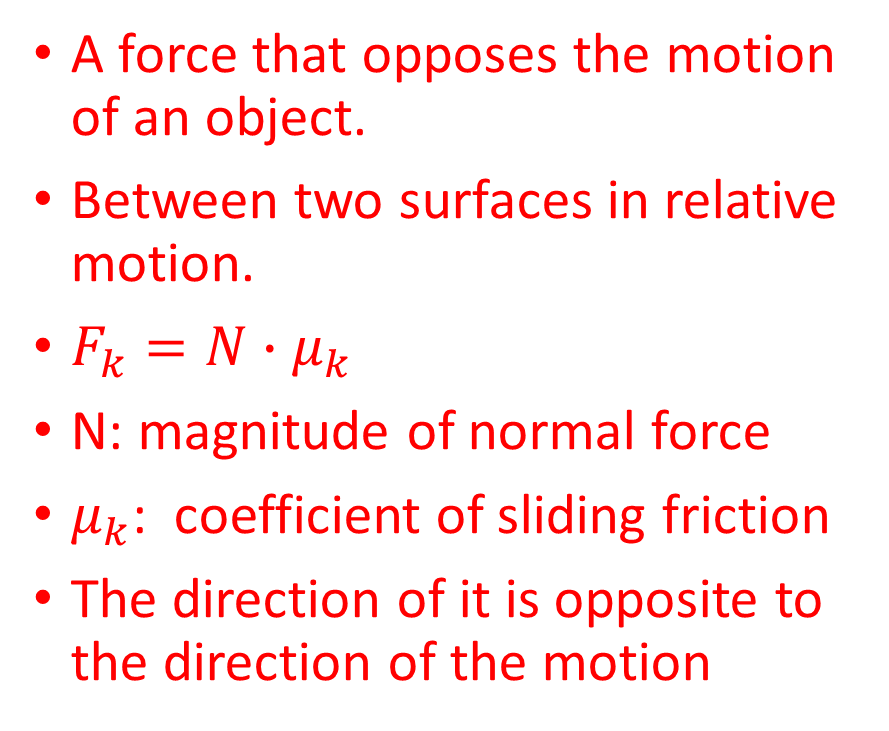 • A force that opposes the motion
of an object.
• Between two surfaces in relative
motion.
• $F_k = N \cdot \mu_k$
• N: magnitude of normal force
• $\mu_k$: coefficient of sliding friction
• The direction of it is opposite to
the direction of the motion